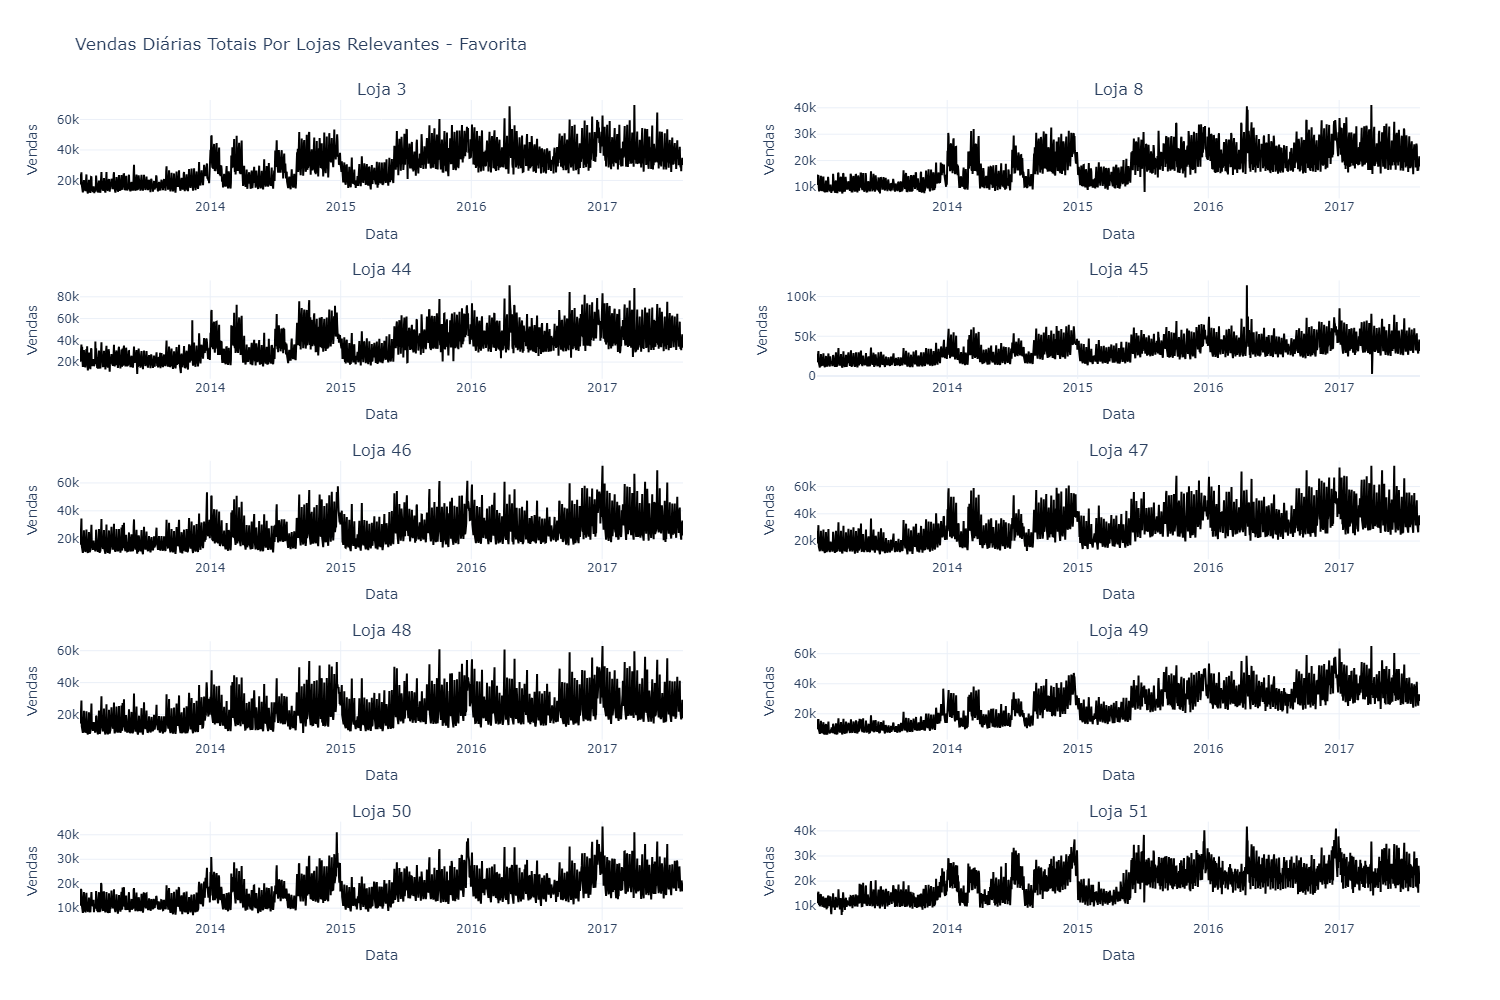 Vendas Diárias Totais Por Lojas Relevantes - Favorita
Loja 3
60k
40k
20k
Vendas
2014 2015 2016 2017
Data
Loja 8
40k
30k
20k
10k
Vendas
2014 2015 2016 2017
Data
Loja 44
80k
60k
40k
20k
Vendas
2014 2015 2016 2017
Data
Loja 45
100k
50k
0
Vendas
2014 2015 2016 2017
Data
Loja 46
60k
40k
20k
Vendas
2014 2015 2016 2017
Data
Loja 47
60k
40k
20k
Vendas
2014 2015 2016 2017
Data
Loja 48
60k
40k
20k
Vendas
2014 2015 2016 2017
Data
Loja 49
60k
40k
20k
Vendas
2014 2015 2016 2017
Data
Loja 50
40k
30k
20k
10k
Vendas
2014 2015 2016 2017
Data
Loja 51
40k
30k
20k
10k
Vendas
2014 2015 2016 2017
Data